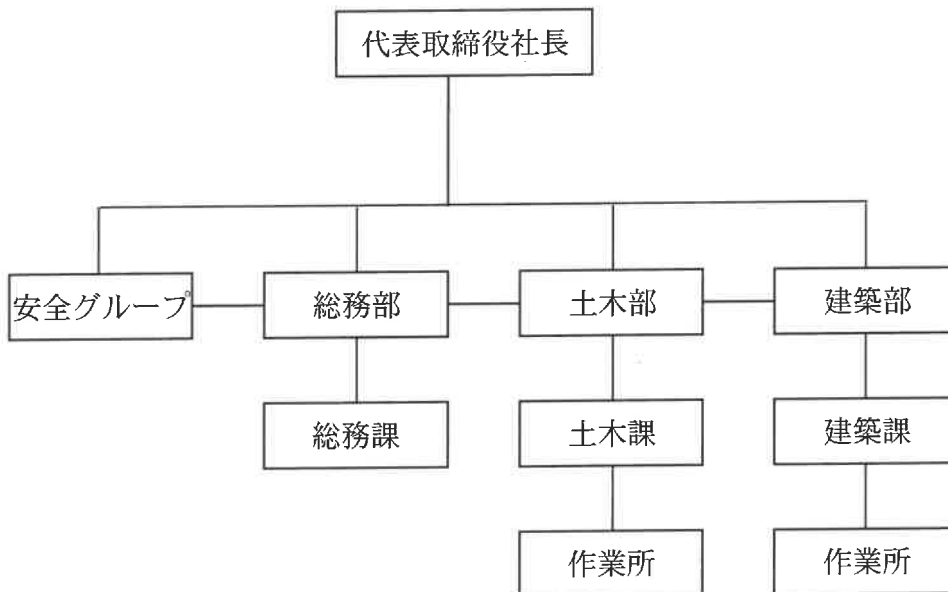 代表取締役社長
安全グループ
総務部
土木部
建築部
総務課
土木課
建築課
作業所
作業所